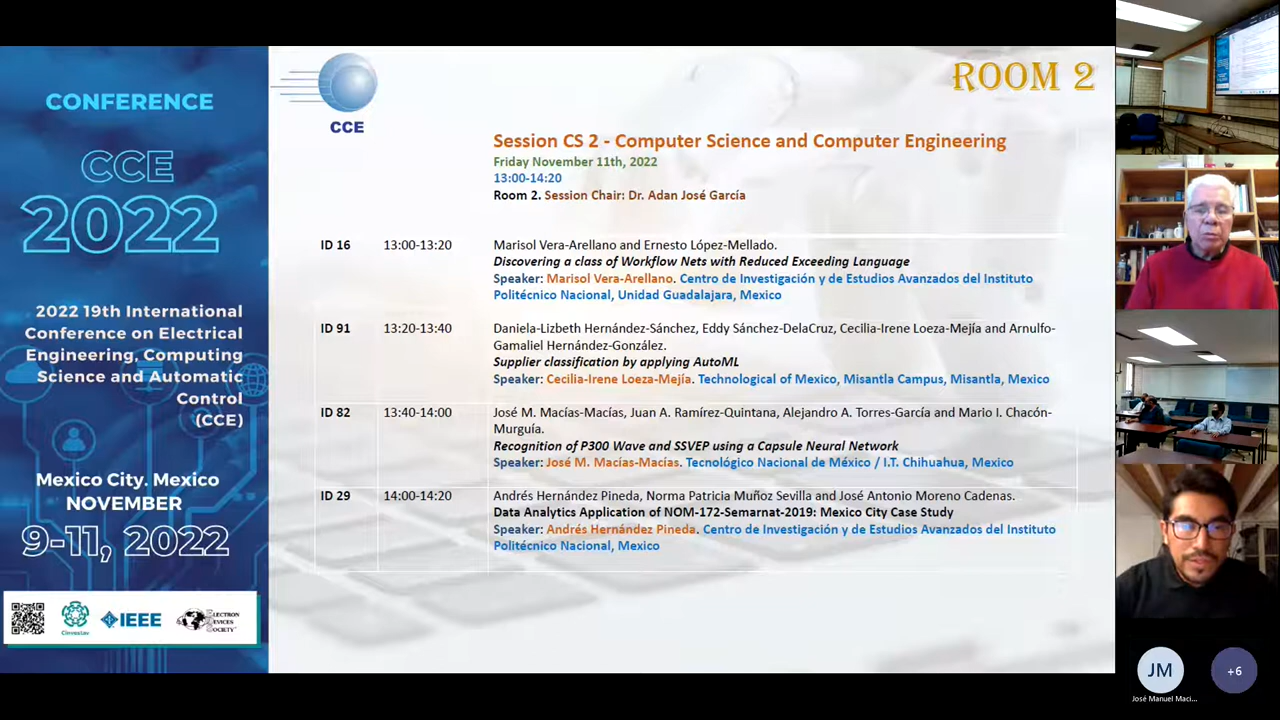 CONFERENCE
CCE
2022
2022 19th International
Conference on Electrical
Engineering, Computing
Science and Automatic
Control
(CCE)
Mexico City. Mexico
NOVEMBER
9-11, 2022
Cinvestav
IEEE
ELECTRON
DEVICES
SOCIETY
CCE
ROOM 2
Session CS 2 - Computer Science and Computer Engineering
Friday November 11th, 2022
13:00-14:20
Room 2. Session Chair: Dr. Adan José García
ID 16 13:00-13:20 Marisol Vera-Arellano and Ernesto López-Mellado.
Discovering a class of Workflow Nets with Reduced Exceeding Language
Speaker: Marisol Vera-Arellano. Centro de Investigación y de Estudios Avanzados del Instituto
Politécnico Nacional, Unidad Guadalajara, Mexico
ID 91 13:20-13:40 Daniela-Lizbeth Hernández-Sánchez, Eddy Sánchez-DelaCruz, Cecilia-Irene Loeza-Mejía and Arnulfo-
Gamaliel Hernández-González.
Supplier classification by applying AutoML
Speaker: Cecilia-Irene Loeza-Mejía. Technological of Mexico, Misantla Campus, Misantla, Mexico
ID 82 13:40-14:00 José M. Macías-Macías, Juan A. Ramírez-Quintana, Alejandro A. Torres-García and Mario I. Chacón-
Murguía.
Recognition of P300 Wave and SSVEP using a Capsule Neural Network
Speaker: José M. Macías-Macías. Tecnológico Nacional de México / I.T. Chihuahua, Mexico
ID 29 14:00-14:20 Andrés Hernández Pineda, Norma Patricia Muñoz Sevilla and José Antonio Moreno Cadenas.
Data Analytics Application of NOM-172-Semarnat-2019: Mexico City Case Study
Speaker: Andrés Hernández Pineda. Centro de Investigación y de Estudios Avanzados del Instituto
Politécnico Nacional, Mexico
JM
+6
José Manuel Maci...